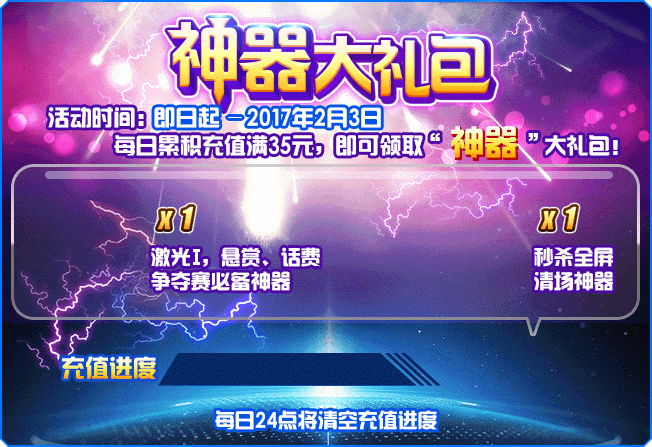 神器大礼包
活动时间：即日起－2017年2月3日
每日累积充值满35元，即可领取“神器”大礼包！
x1
激光I，悬赏、话费
争夺赛必备神器
x1
秒杀全屏
清场神器
充值进度
每日24点将清空充值进度